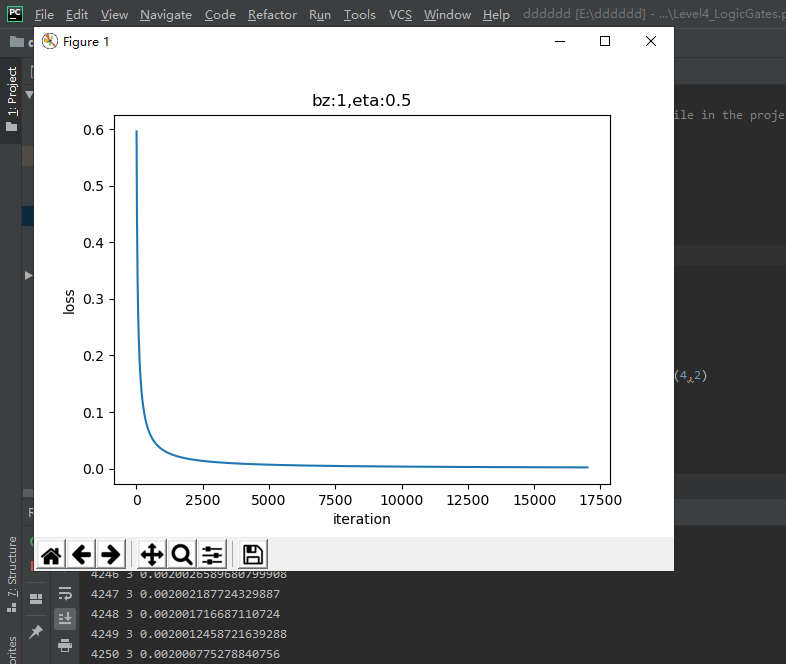 PC File Edit View Navigate Code Refactor Run Tools VCS Window Help dddddd [E:\dddddd] - ...\Level4_LogicGates.p
Figure 1
1: Project
bz:1,eta:0.5
ile in the proje
0.6
0.5
0.4
0.3
0.2
0.1
0.0
loss
(4,2)
0 2500 5000 7500 10000 12500 15000 17500
iteration
7: Structure
4246 3 0.0020026589680799908
4247 3 0.002002187724329887
4248 3 0.002001716687110724
4249 3 0.0020012458721639288
4250 3 0.002000775278840756